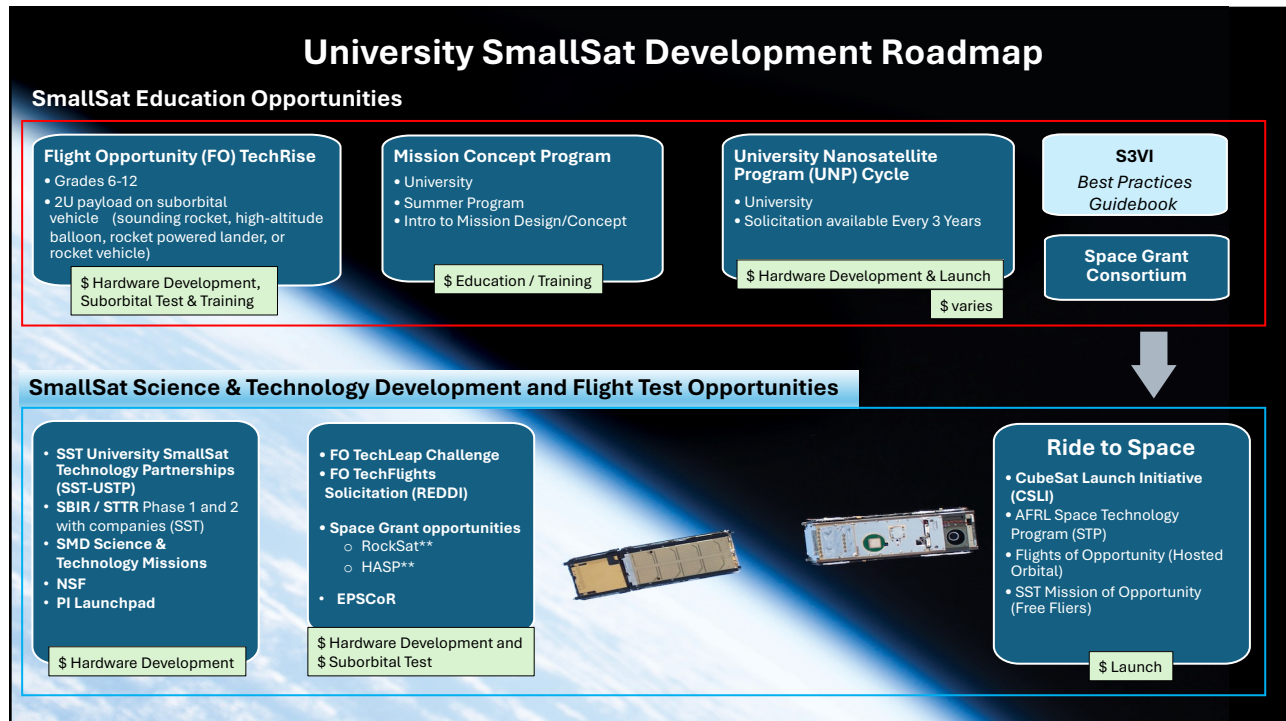 University SmallSat Development Roadmap
SmallSat Education Opportunities
Flight Opportunity (FO) TechRise
• Grades 6-12
• 2U payload on suborbital
vehicle (sounding rocket, high-altitude
balloon, rocket powered lander, or
rocket vehicle)
$ Hardware Development,
Suborbital Test & Training
Mission Concept Program
• University
• Summer Program
• Intro to Mission Design/Concept
$ Education / Training
University Nanosatellite
Program (UNP) Cycle
• University
• Solicitation available Every 3 Years
$ Hardware Development & Launch
$ varies
S3VI
Best Practices
Guidebook
Space Grant
Consortium
SmallSat Science & Technology Development and Flight Test Opportunities
• SST University SmallSat
Technology Partnerships
(SST-USTP)
• SBIR / STTR Phase 1 and 2
with companies (SST)
• SMD Science &
Technology Missions
• NSF
• PI Launchpad
$ Hardware Development
• FO TechLeap Challenge
• FO TechFlights
Solicitation (REDDI)
• Space Grant opportunities
o RockSat**
o HASP**
• EPSCoR
$ Hardware Development and
$ Suborbital Test
Ride to Space
• CubeSat Launch Initiative
(CSLI)
• AFRL Space Technology
Program (STP)
• Flights of Opportunity (Hosted
Orbital)
• SST Mission of Opportunity
(Free Fliers)
$ Launch